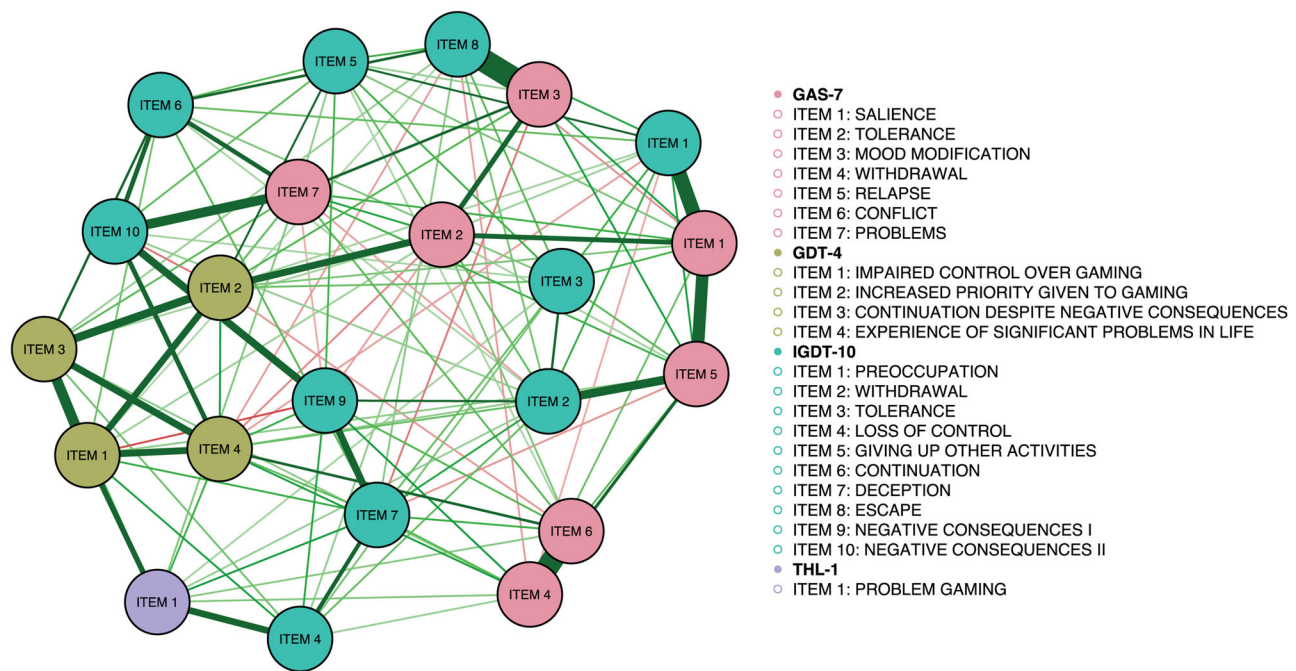 ITEM 8
ITEM 5
ITEM 3
ITEM 6
ITEM 1
ITEM 7
ITEM 10
ITEM 2
ITEM 1
ITEM 3
ITEM 2
ITEM 3
ITEM 5
ITEM 9
ITEM 2
ITEM 1
ITEM 4
ITEM 7
ITEM 6
ITEM 4
ITEM 1
ITEM 4
GAS-7
ITEM 1: SALIENCE
ITEM 2: TOLERANCE
ITEM 3: MOOD MODIFICATION
ITEM 4: WITHDRAWAL
ITEM 5: RELAPSE
ITEM 6: CONFLICT
ITEM 7: PROBLEMS
GDT-4
ITEM 1: IMPAIRED CONTROL OVER GAMING
ITEM 2: INCREASED PRIORITY GIVEN TO GAMING
ITEM 3: CONTINUATION DESPITE NEGATIVE CONSEQUENCES
ITEM 4: EXPERIENCE OF SIGNIFICANT PROBLEMS IN LIFE
IGDT-10
ITEM 1: PREOCCUPATION
ITEM 2: WITHDRAWAL
ITEM 3: TOLERANCE
ITEM 4: LOSS OF CONTROL
ITEM 5: GIVING UP OTHER ACTIVITIES
ITEM 6: CONTINUATION
ITEM 7: DECEPTION
ITEM 8: ESCAPE
ITEM 9: NEGATIVE CONSEQUENCES I
ITEM 10: NEGATIVE CONSEQUENCES II
THL-1
ITEM 1: PROBLEM GAMING